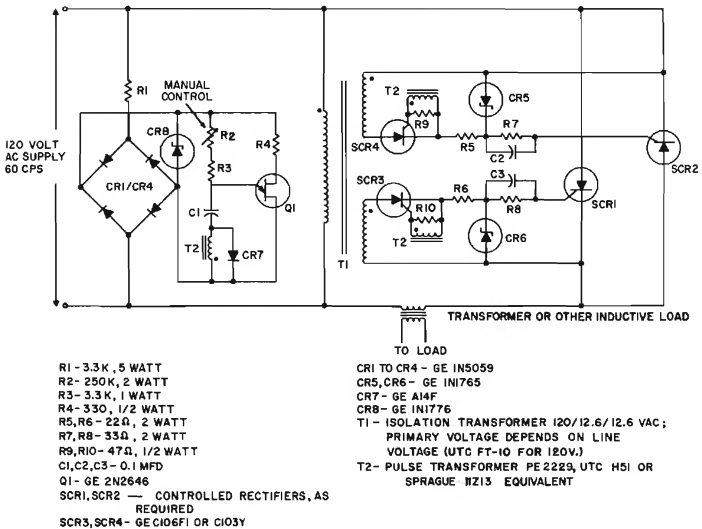 R1
MANUAL
CONTROL
CR8
R2
R4
120 VOLT
AC SUPPLY
60 CPS
R3
CR1/CR4
Q1
C1
T2
CR7
T1
T2
R9
SCR4
R5
CR5
R7
C2
SCR2
SCR3
R10
T2
R6
C3
R8
CR6
SCR1
TRANSFORMER OR OTHER INDUCTIVE LOAD
TO LOAD
R1-3.3K, 5 WATT
R2-250K, 2 WATT
R3-3.3K, 1 WATT
R4-330, 1/2 WATT
R5,R6-22Ω, 2 WATT
R7,R8-33Ω, 2 WATT
R9,R10-47Ω, 1/2 WATT
C1,C2,C3-0.1 MFD
Q1-GE 2N2646
SCR1,SCR2 — CONTROLLED RECTIFIERS, AS
REQUIRED
SCR3,SCR4-GE C106F1 OR C103Y
CR1 TO CR4- GE IN5059
CR5,CR6- GE IN1765
CR7- GE A14F
CR8- GE IN1776
T1- ISOLATION TRANSFORMER 120/12.6/12.6 VAC;
PRIMARY VOLTAGE DEPENDS ON LINE
VOLTAGE (UTC FT-10 FOR 120V.)
T2- PULSE TRANSFORMER PE2229, UTC H51 OR
SPRAGUE 11Z13 EQUIVALENT